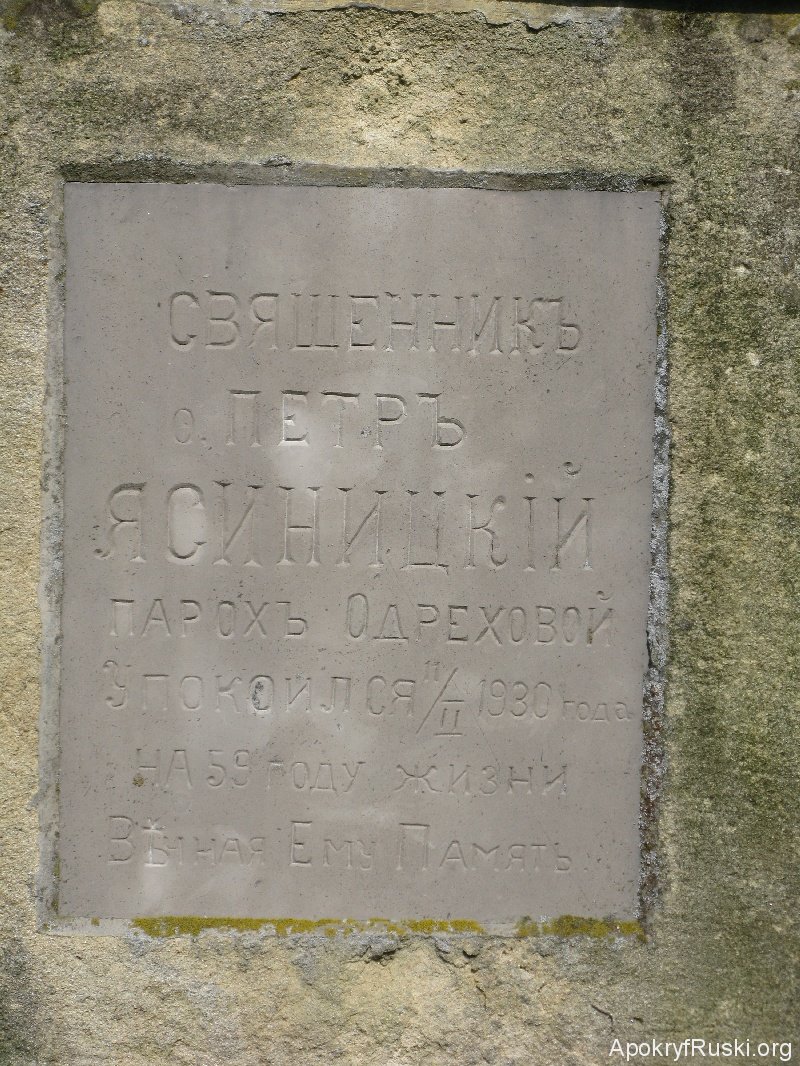 СВЯЩЕННИКЪ
о. ПЕТРЪ
ЯСИНИЦКІЙ
ПАРОХЪ ОДРЕХОВОЙ
УПОКОИЛСЯ 11/II 1930 года
НА 59 ГОДУ ЖИЗНИ
ВѢЧНАЯ ЕМУ ПАМЯТЬ
ApokryfRuski.org